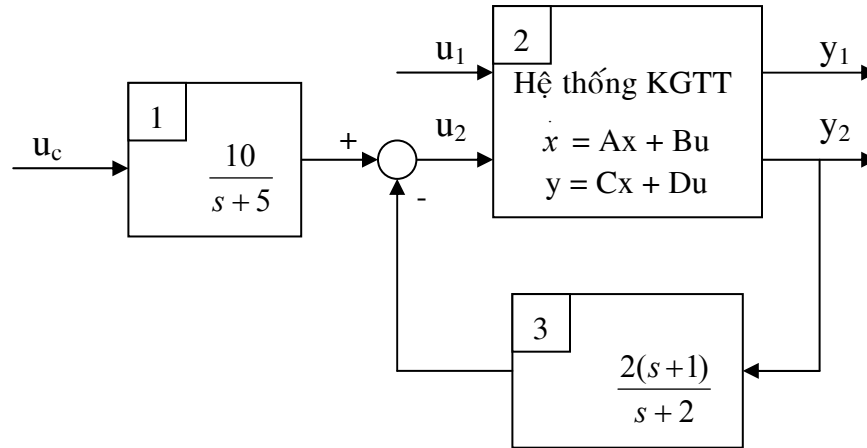 u_c
1
10
s + 5
+
-
u_1
u_2
2
Hệ thống KGTT
ẋ = Ax + Bu
y = Cx + Du
y_1
y_2
3
2(s+1)
s + 2